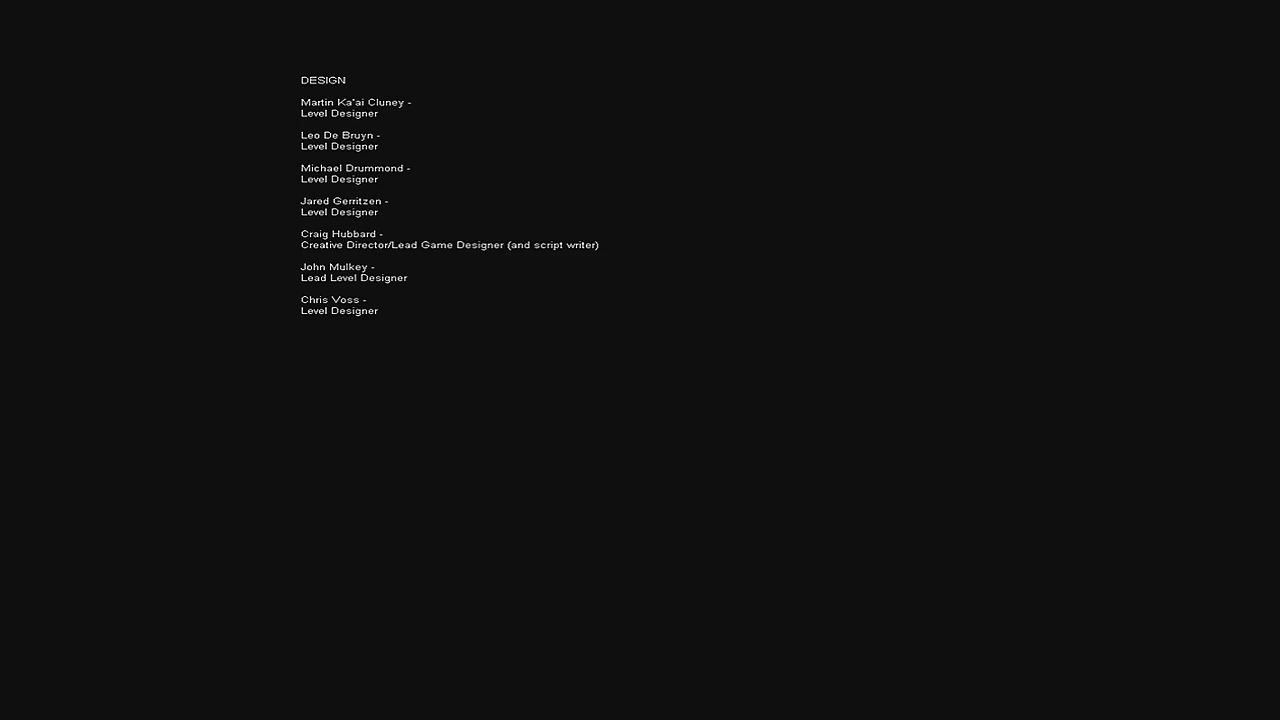 DESIGN
Martin Ka'ai Cluney -
Level Designer
Leo De Bruyn -
Level Designer
Michael Drummond -
Level Designer
Jared Gerritzen -
Level Designer
Craig Hubbard -
Creative Director/Lead Game Designer (and script writer)
John Mulkey -
Lead Level Designer
Chris Voss -
Level Designer